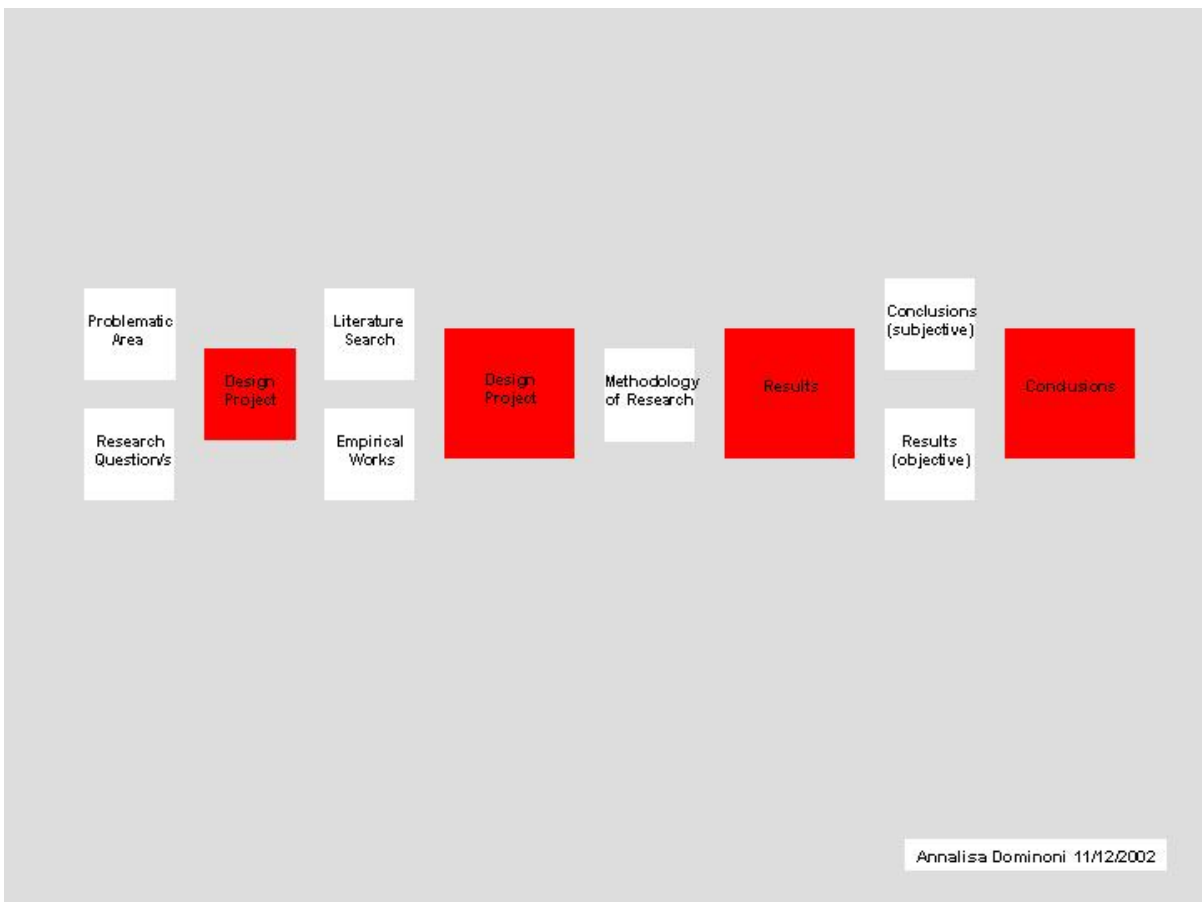 Problematic
Area
Research
Question/s
Design
Project
Literature
Search
Empirical
Works
Design
Project
Methodology
of Research
Results
Conclusions
(subjective)
Results
(objective)
Conclusions
Annalisa Dominoni 11/12/2002